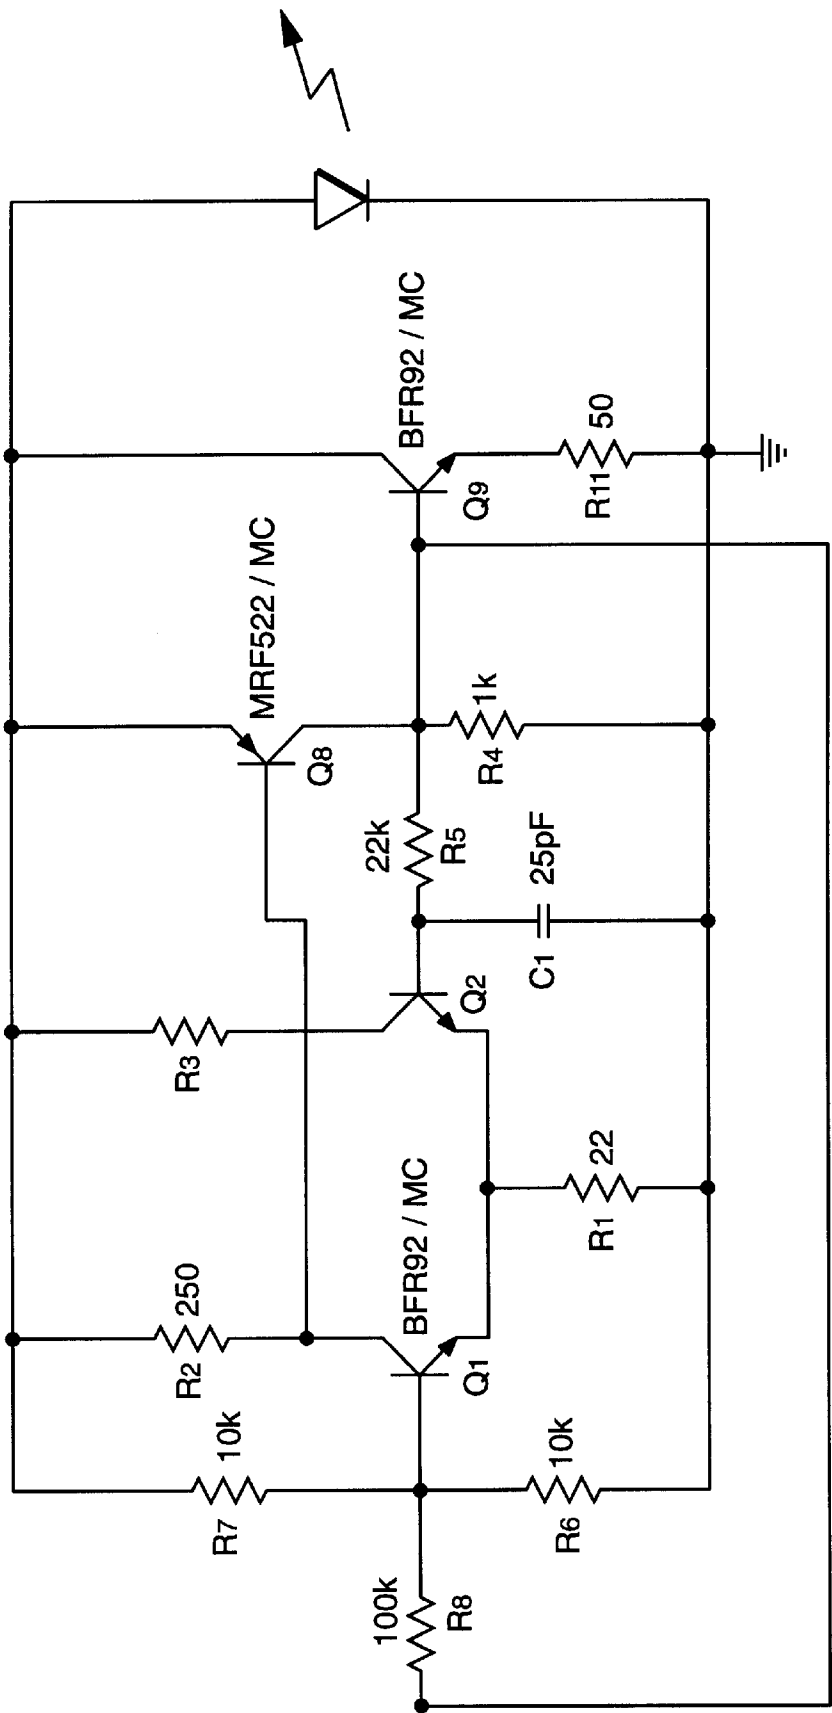 100k
R8
R7
10k
R6
10k
R2
250
Q1
BFR92 / MC
R1
22
R3
Q2
C1
25pF
22k
R5
R4
1k
Q8
MRF522 / MC
Q9
BFR92 / MC
R11
50